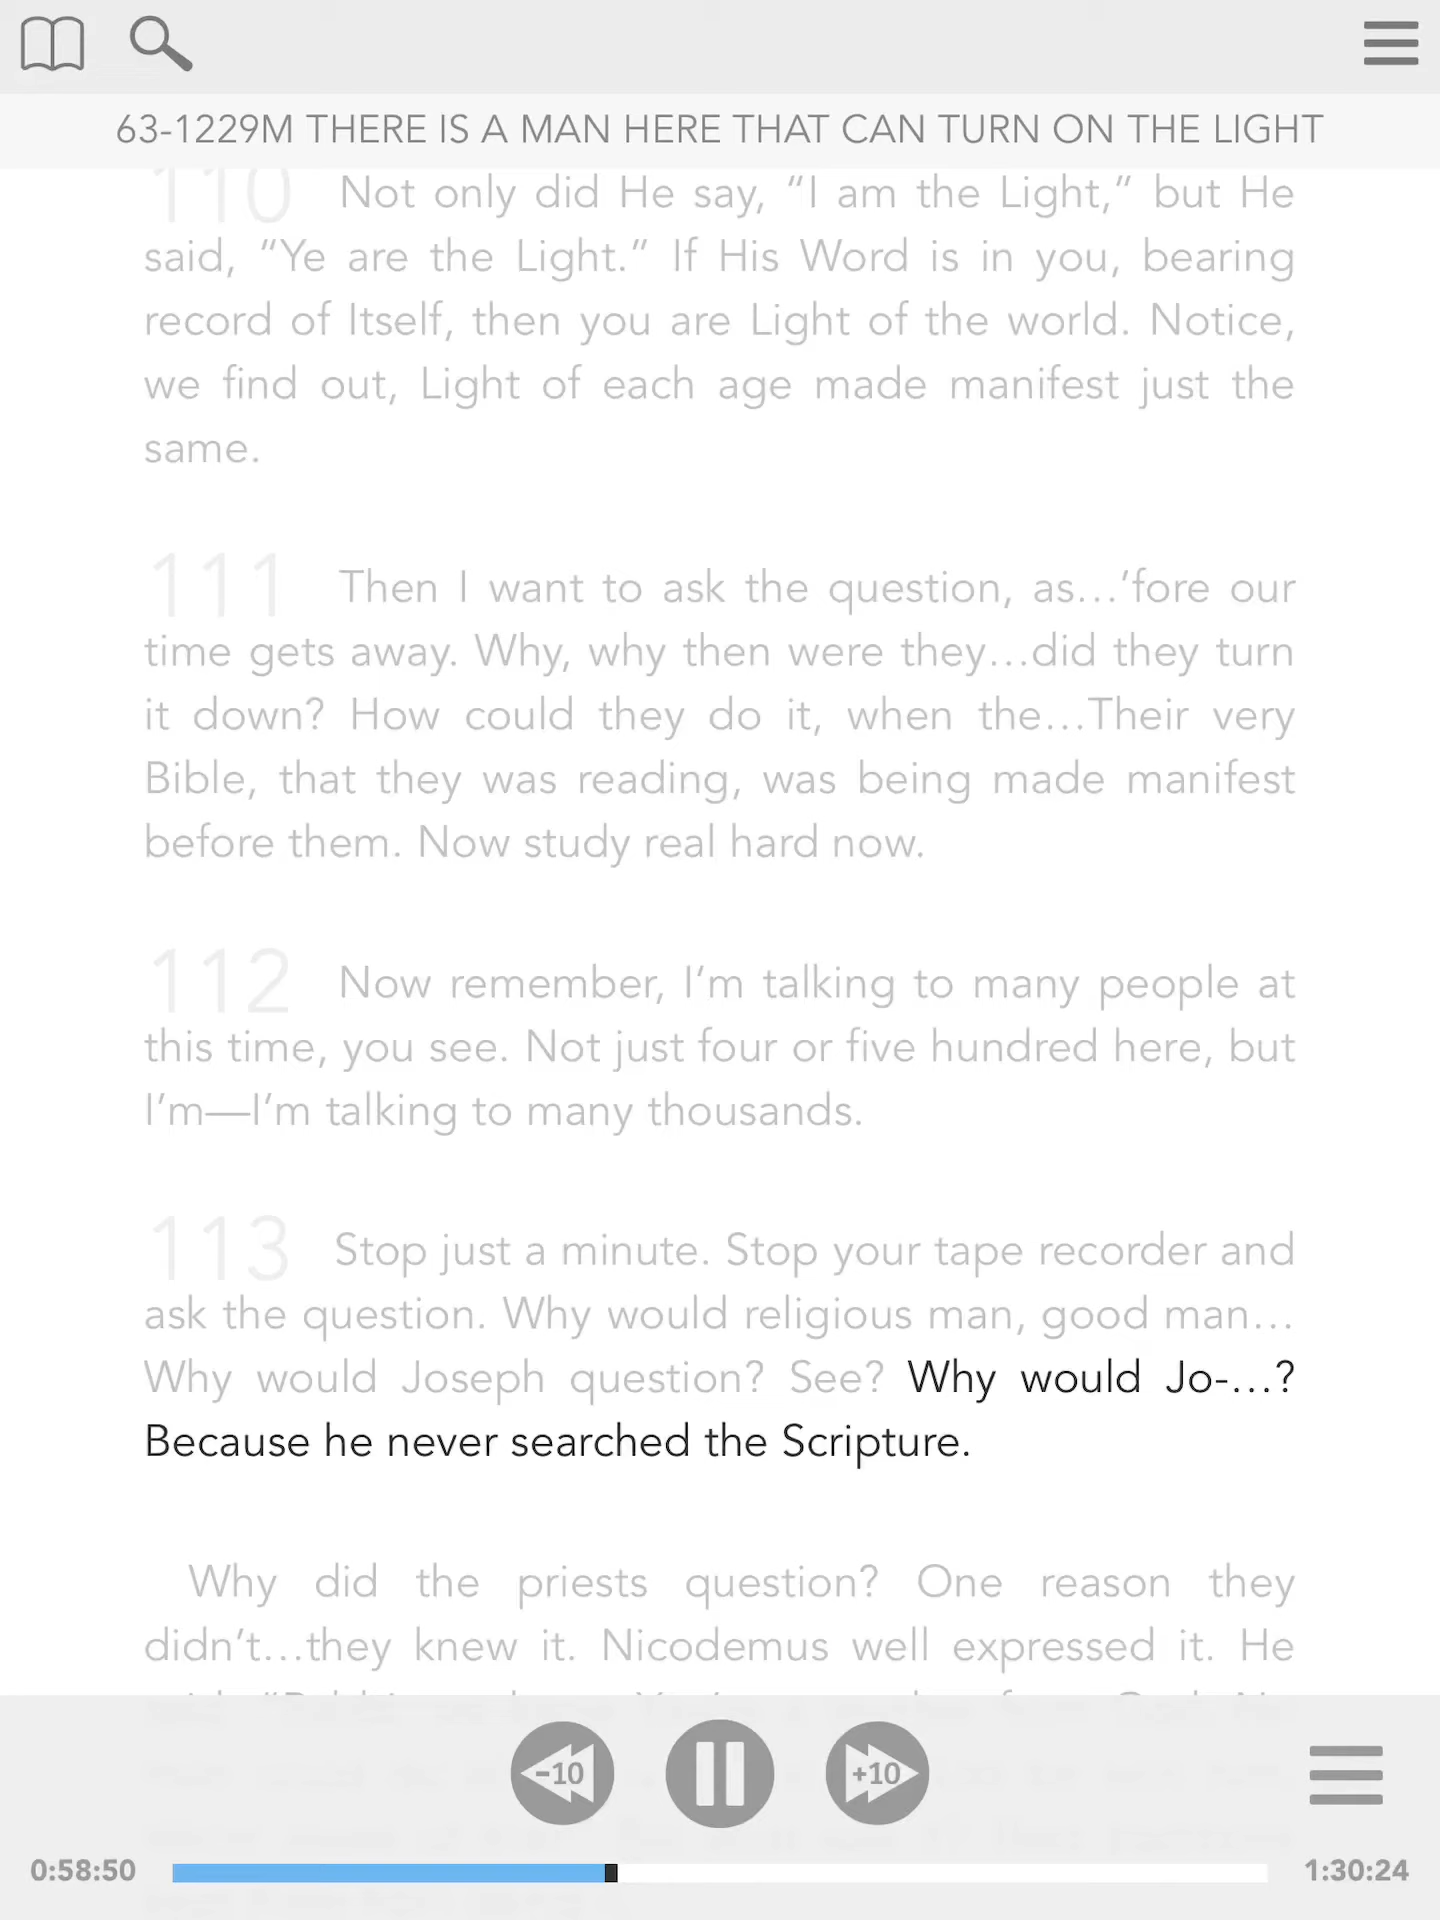 63-1229M THERE IS A MAN HERE THAT CAN TURN ON THE LIGHT
110 Not only did He say, “I am the Light,” but He
said, “Ye are the Light.” If His Word is in you, bearing
record of Itself, then you are Light of the world. Notice,
we find out, Light of each age made manifest just the
same.
111 Then I want to ask the question, as…’fore our
time gets away. Why, why then were they…did they turn
it down? How could they do it, when the…Their very
Bible, that they was reading, was being made manifest
before them. Now study real hard now.
112 Now remember, I’m talking to many people at
this time, you see. Not just four or five hundred here, but
I’m—I’m talking to many thousands.
113 Stop just a minute. Stop your tape recorder and
ask the question. Why would religious man, good man…
Why would Joseph question? See? Why would Jo-…?
Because he never searched the Scripture.
Why did the priests question? One reason they
didn’t…they knew it. Nicodemus well expressed it. He
-10 +10
0:58:50 1:30:24